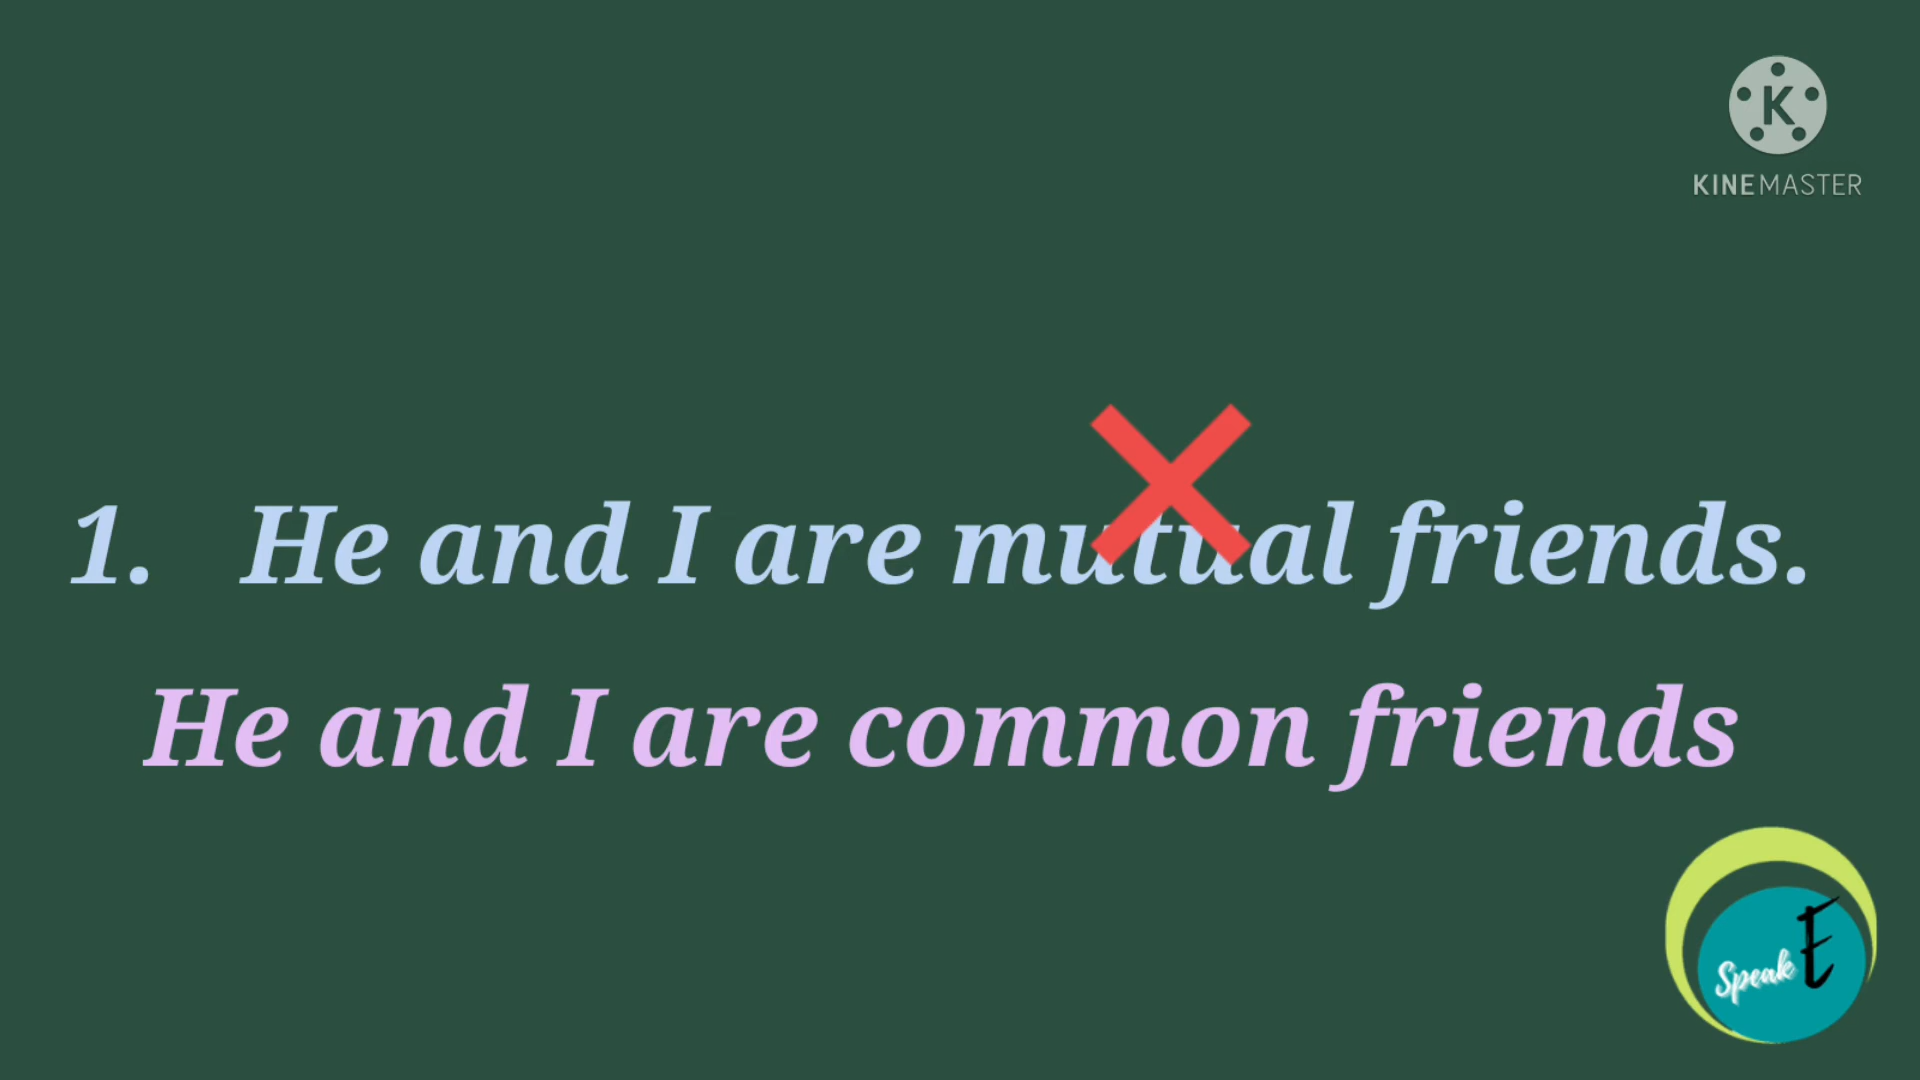 K
KINEMASTER
1. He and I are mutual friends.
He and I are common friends
Speak E